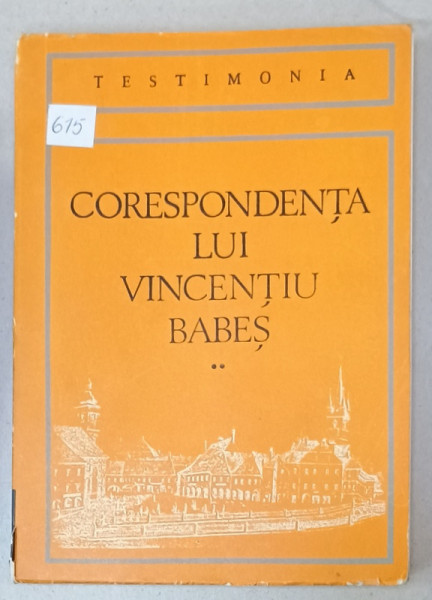 TESTIMONIA
615
CORESPONDENȚA
LUI
VINCENȚIU
BABEȘ
••